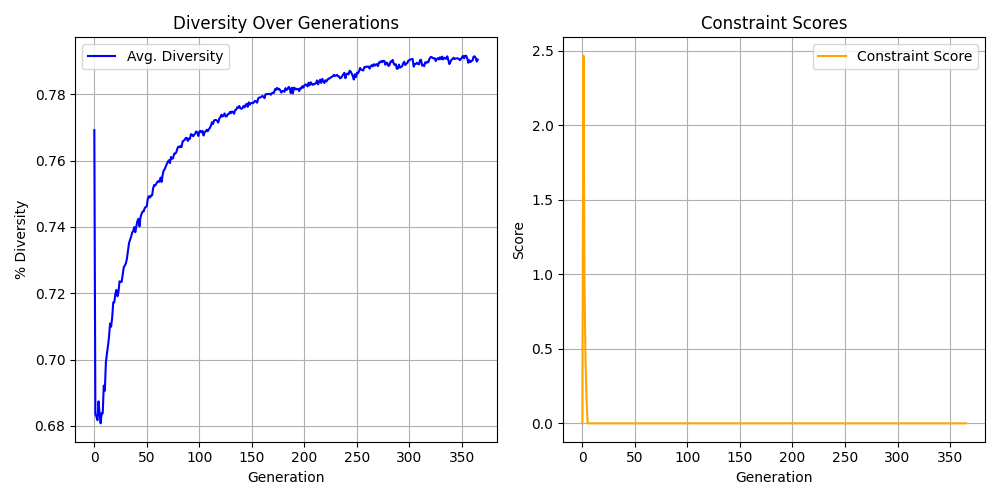 Diversity Over Generations
Avg. Diversity
% Diversity
0.78
0.76
0.74
0.72
0.70
0.68
0 50 100 150 200 250 300 350
Generation
Constraint Scores
Constraint Score
Score
2.5
2.0
1.5
1.0
0.5
0.0
0 50 100 150 200 250 300 350
Generation